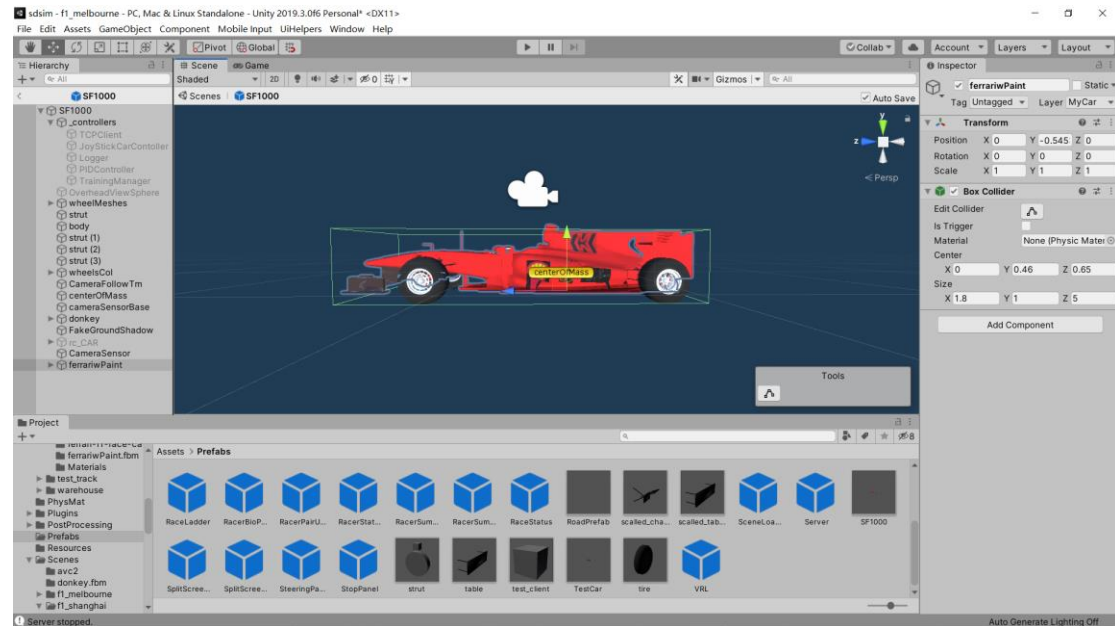 sdsim - f1_melbourne - PC, Mac & Linux Standalone - Unity 2019.3.0f6 Personal* <DX11>
File Edit Assets GameObject Component Mobile Input UiHelpers Window Help
Pivot Global Collab Account Layers Layout
Hierarchy
All
SF1000
SF1000
_controllers
TCPClient
JoyStickCarContoller
Logger
PIDController
TrainingManager
OverheadViewSphere
wheelMeshes
strut
body
strut (1)
strut (2)
strut (3)
wheelsCol
CameraFollowTm
centerOfMass
cameraSensorBase
donkey
FakeGroundShadow
rc_CAR
CameraSensor
ferrariwPaint
Scene Game
Shaded 2D 0 Gizmos All
Scenes SF1000 Auto Save
y
z
Persp
centerOfMass
Tools
Inspector
ferrariwPaint Static
Tag Untagged Layer MyCar
Transform
Position X 0 Y -0.545 Z 0
Rotation X 0 Y 0 Z 0
Scale X 1 Y 1 Z 1
Box Collider
Edit Collider
Is Trigger
Material None (Physic Mater
Center
X 0 Y 0.46 Z 0.65
Size
X 1.8 Y 1 Z 5
Add Component
Project
8
ferrariwPaint.fbm
Materials
test_track
warehouse
PhysMat
Plugins
PostProcessing
Prefabs
Resources
Scenes
avc2
donkey.fbm
f1_melbourne
f1_shanghai
Assets > Prefabs
RaceLadder RacerBioP... RacerPairU... RacerStat... RacerSum... RacerSum... RaceStatus RoadPrefab scalled_cha... scalled_tab... SceneLoa... Server SF1000
SplitScree... SplitScree... SteeringPa... StopPanel strut table test_client TestCar tire VRL
Server stopped. Auto Generate Lighting Off